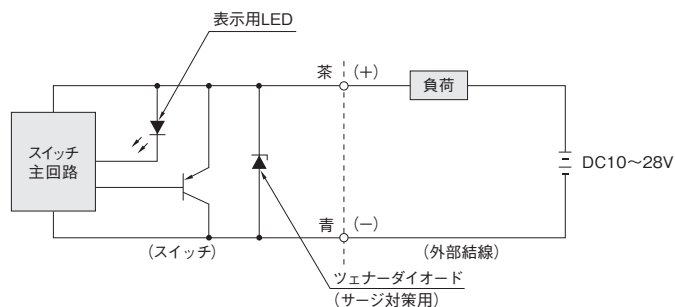 表示用LED
茶 (+)
負荷
スイッチ
主回路
DC10～28V
青 (−)
(スイッチ)
(外部結線)
ツェナーダイオード
(サージ対策用)